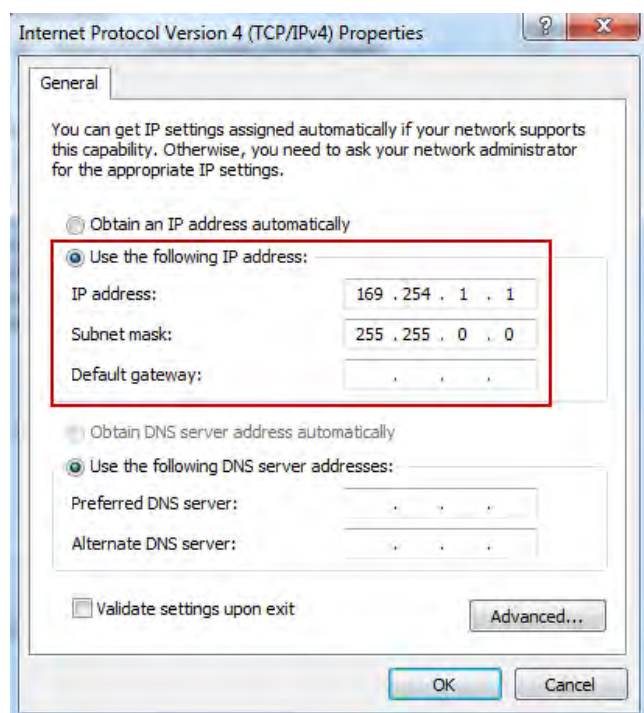 Internet Protocol Version 4 (TCP/IPv4) Properties
?
General
You can get IP settings assigned automatically if your network supports
this capability. Otherwise, you need to ask your network administrator
for the appropriate IP settings.
Obtain an IP address automatically
Use the following IP address:
IP address: 169 . 254 . 1 . 1
Subnet mask: 255 . 255 . 0 . 0
Default gateway: . . .
Obtain DNS server address automatically
Use the following DNS server addresses:
Preferred DNS server: . . .
Alternate DNS server: . . .
Validate settings upon exit
Advanced...
OK Cancel